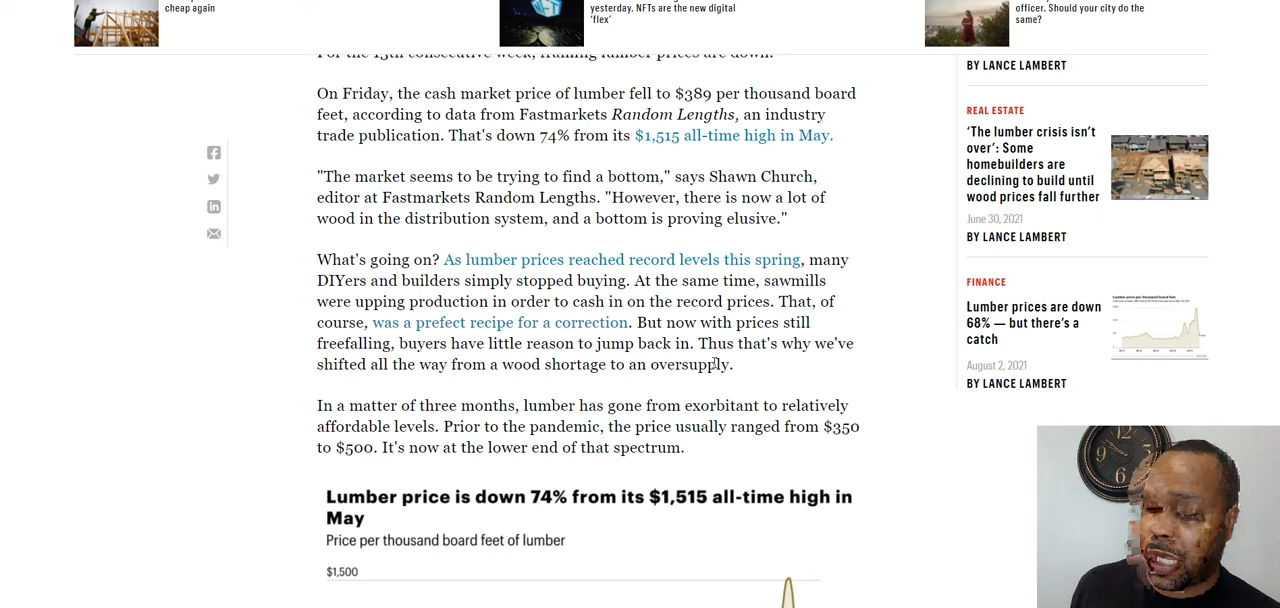 cheap again
yesterday. NFTs are the new digital
'flex'
officer. Should your city do the
same?
For the 13th consecutive week, framing lumber prices are down.
On Friday, the cash market price of lumber fell to $389 per thousand board
feet, according to data from Fastmarkets Random Lengths, an industry
trade publication. That's down 74% from its $1,515 all-time high in May.
"The market seems to be trying to find a bottom," says Shawn Church,
editor at Fastmarkets Random Lengths. "However, there is now a lot of
wood in the distribution system, and a bottom is proving elusive."
What's going on? As lumber prices reached record levels this spring, many
DIYers and builders simply stopped buying. At the same time, sawmills
were upping production in order to cash in on the record prices. That, of
course, was a prefect recipe for a correction. But now with prices still
freefalling, buyers have little reason to jump back in. Thus that's why we've
shifted all the way from a wood shortage to an oversupply.
In a matter of three months, lumber has gone from exorbitant to relatively
affordable levels. Prior to the pandemic, the price usually ranged from $350
to $500. It's now at the lower end of that spectrum.
Lumber price is down 74% from its $1,515 all-time high in
May
Price per thousand board feet of lumber
$1,500
BY LANCE LAMBERT
REAL ESTATE
'The lumber crisis isn't
over': Some
homebuilders are
declining to build until
wood prices fall further
June 30, 2021
BY LANCE LAMBERT
FINANCE
Lumber prices are down
68% — but there's a
catch
August 2, 2021
BY LANCE LAMBERT